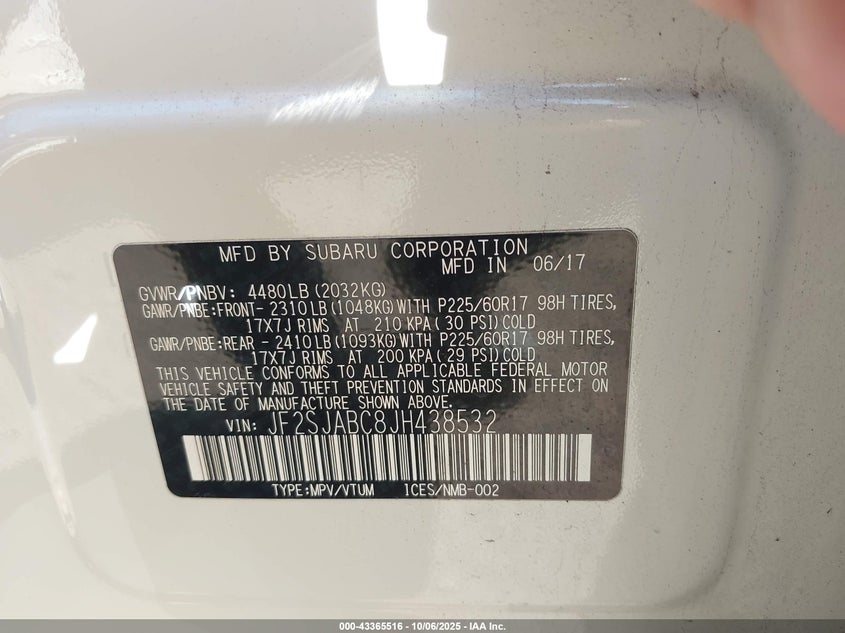 MFD BY SUBARU CORPORATION
MFD IN 06/17
GVWR/PNBV: 4480LB(2032KG)
GAWR/PNBE:FRONT- 2310LB(1048KG)WITH P225/60R17 98H TIRES,
17X7J RIMS AT 210 KPA(30 PSI)COLD
GAWR/PNBE:REAR - 2410LB(1093KG)WITH P225/60R17 98H TIRES,
17X7J RIMS AT 200 KPA(29 PSI)COLD
THIS VEHICLE CONFORMS TO ALL APPLICABLE FEDERAL MOTOR
VEHICLE SAFETY AND THEFT PREVENTION STANDARDS IN EFFECT ON
THE DATE OF MANUFACTURE SHOWN ABOVE.
VIN: JF2SJABC8JH438532
TYPE:MPV/VTUM 1CES/NMB-002
000-43365516 - 10/06/2025 - IAA Inc.